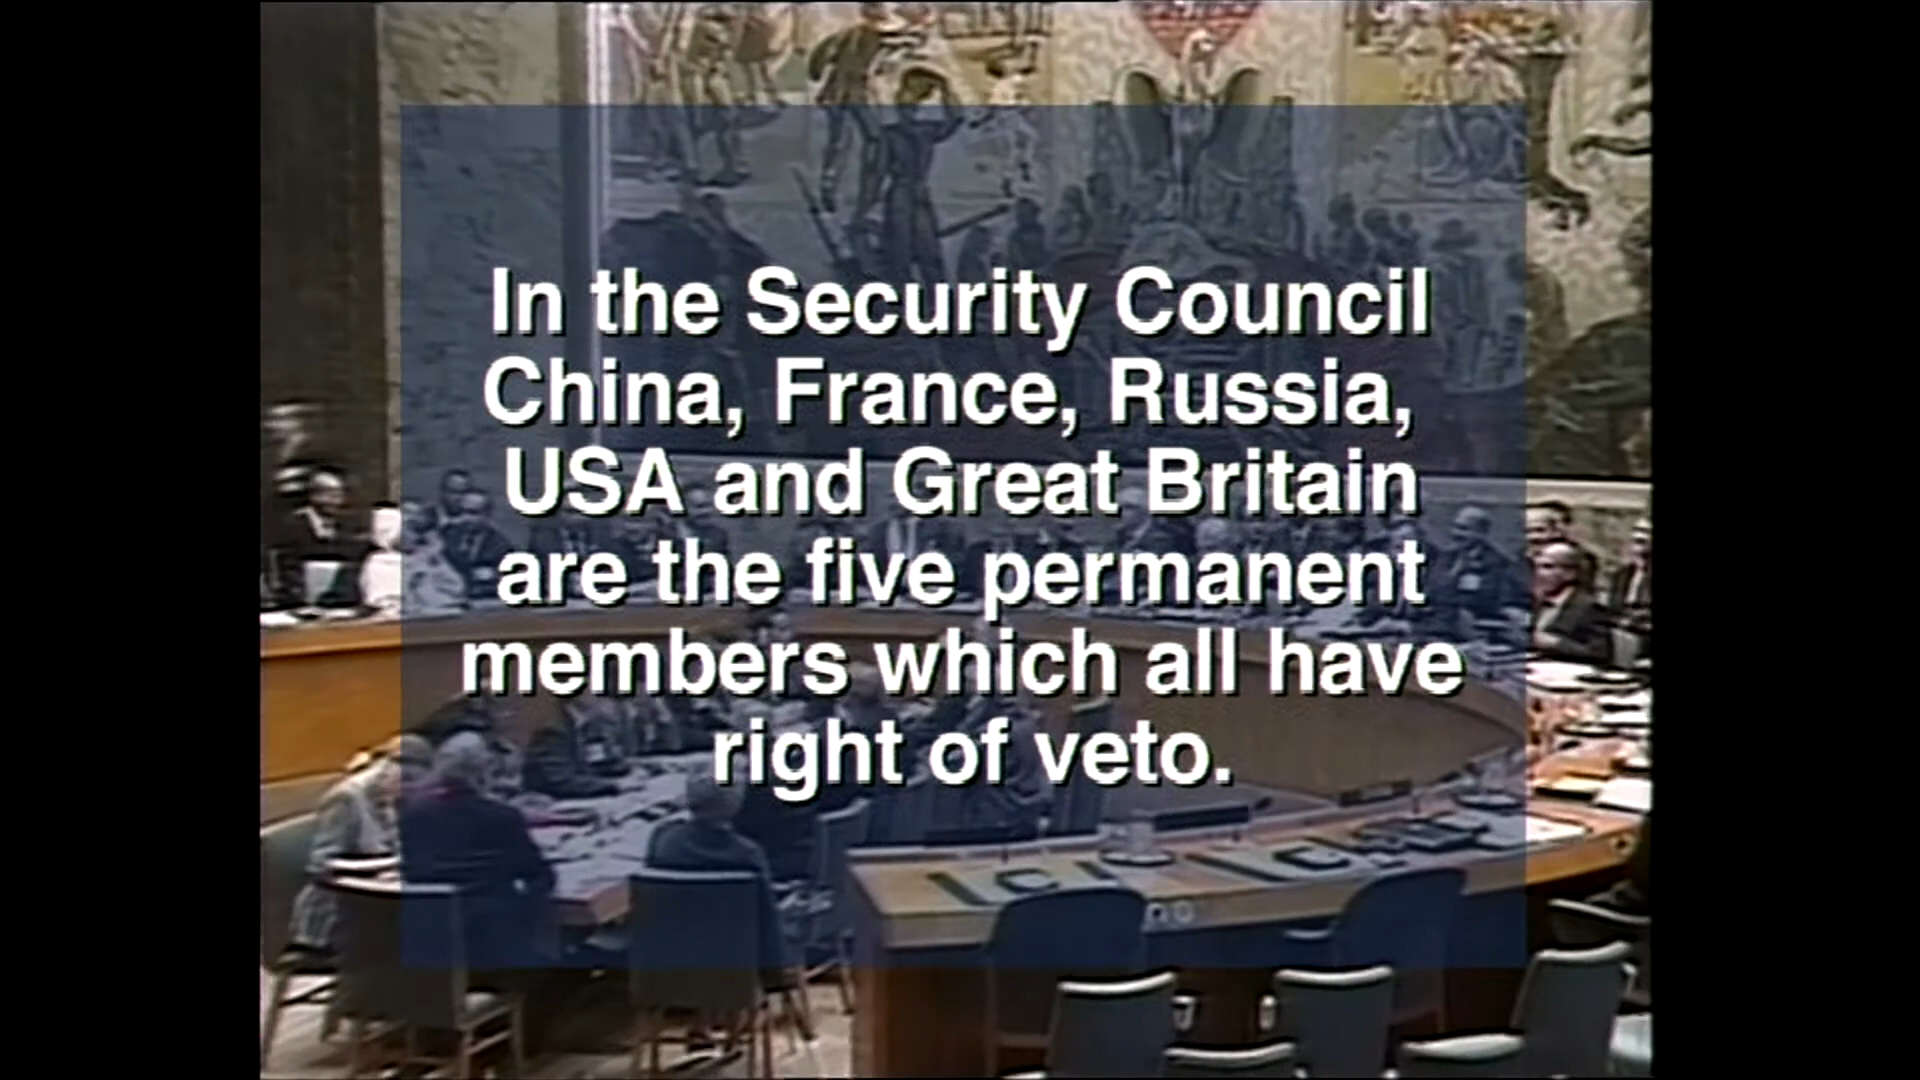 In the Security Council
China, France, Russia,
USA and Great Britain
are the five permanent
members which all have
right of veto.